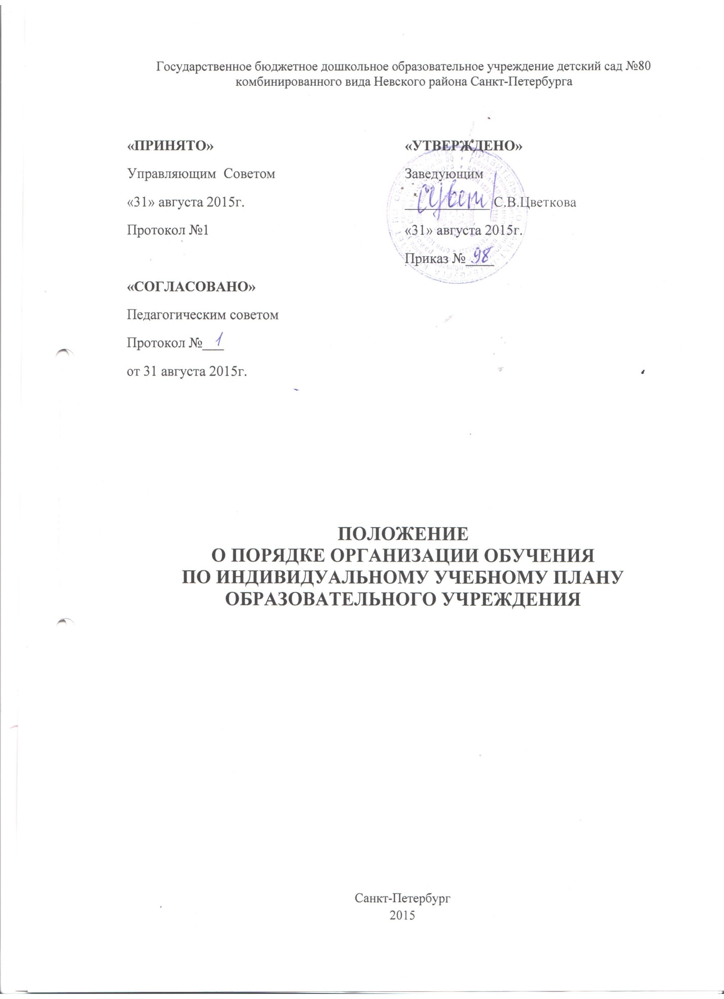 Государственное бюджетное дошкольное образовательное учреждение детский сад №80
комбинированного вида Невского района Санкт-Петербурга
«ПРИНЯТО»
Управляющим Советом
«31» августа 2015г.
Протокол №1
«УТВЕРЖДЕНО»
Заведующим
С.В.Цветкова
«31» августа 2015г.
Приказ № 98
«СОГЛАСОВАНО»
Педагогическим советом
Протокол № 1
от 31 августа 2015г.
ПОЛОЖЕНИЕ
О ПОРЯДКЕ ОРГАНИЗАЦИИ ОБУЧЕНИЯ
ПО ИНДИВИДУАЛЬНОМУ УЧЕБНОМУ ПЛАНУ
ОБРАЗОВАТЕЛЬНОГО УЧРЕЖДЕНИЯ
Санкт-Петербург
2015